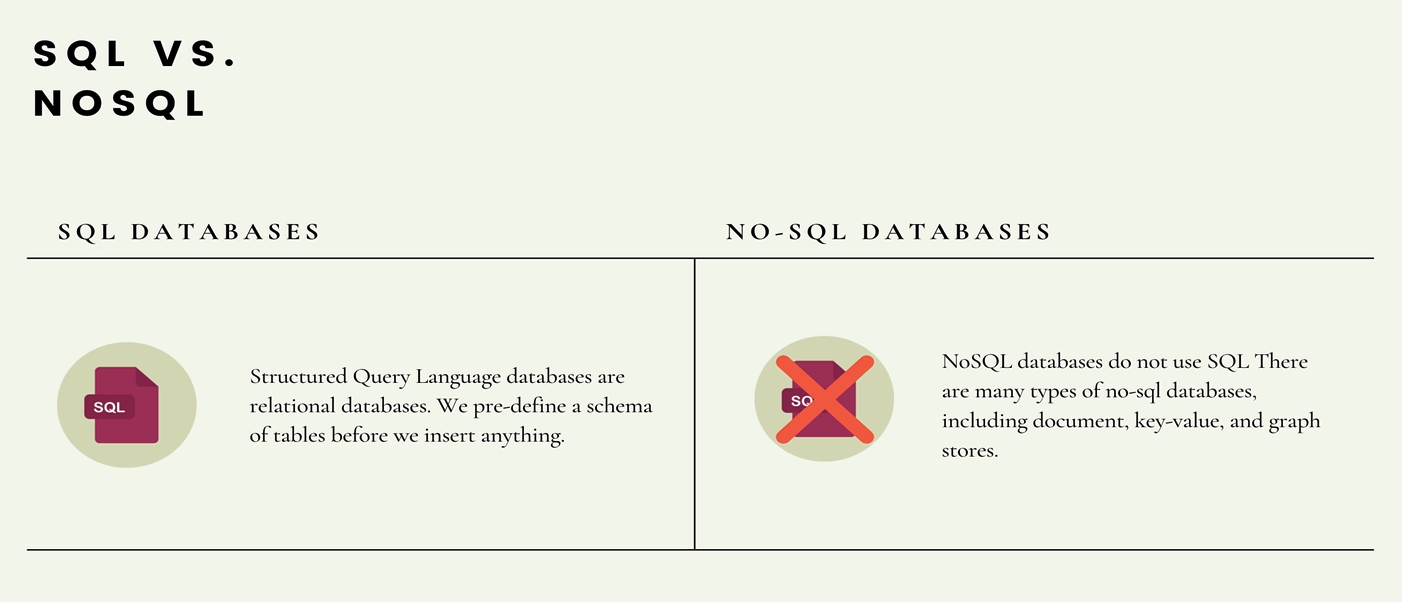 SQL VS.
NOSQL
SQL DATABASES
NO-SQL DATABASES
SQL
Structured Query Language databases are
relational databases. We pre-define a schema
of tables before we insert anything.
SQ
NoSQL databases do not use SQL There
are many types of no-sql databases,
including document, key-value, and graph
stores.